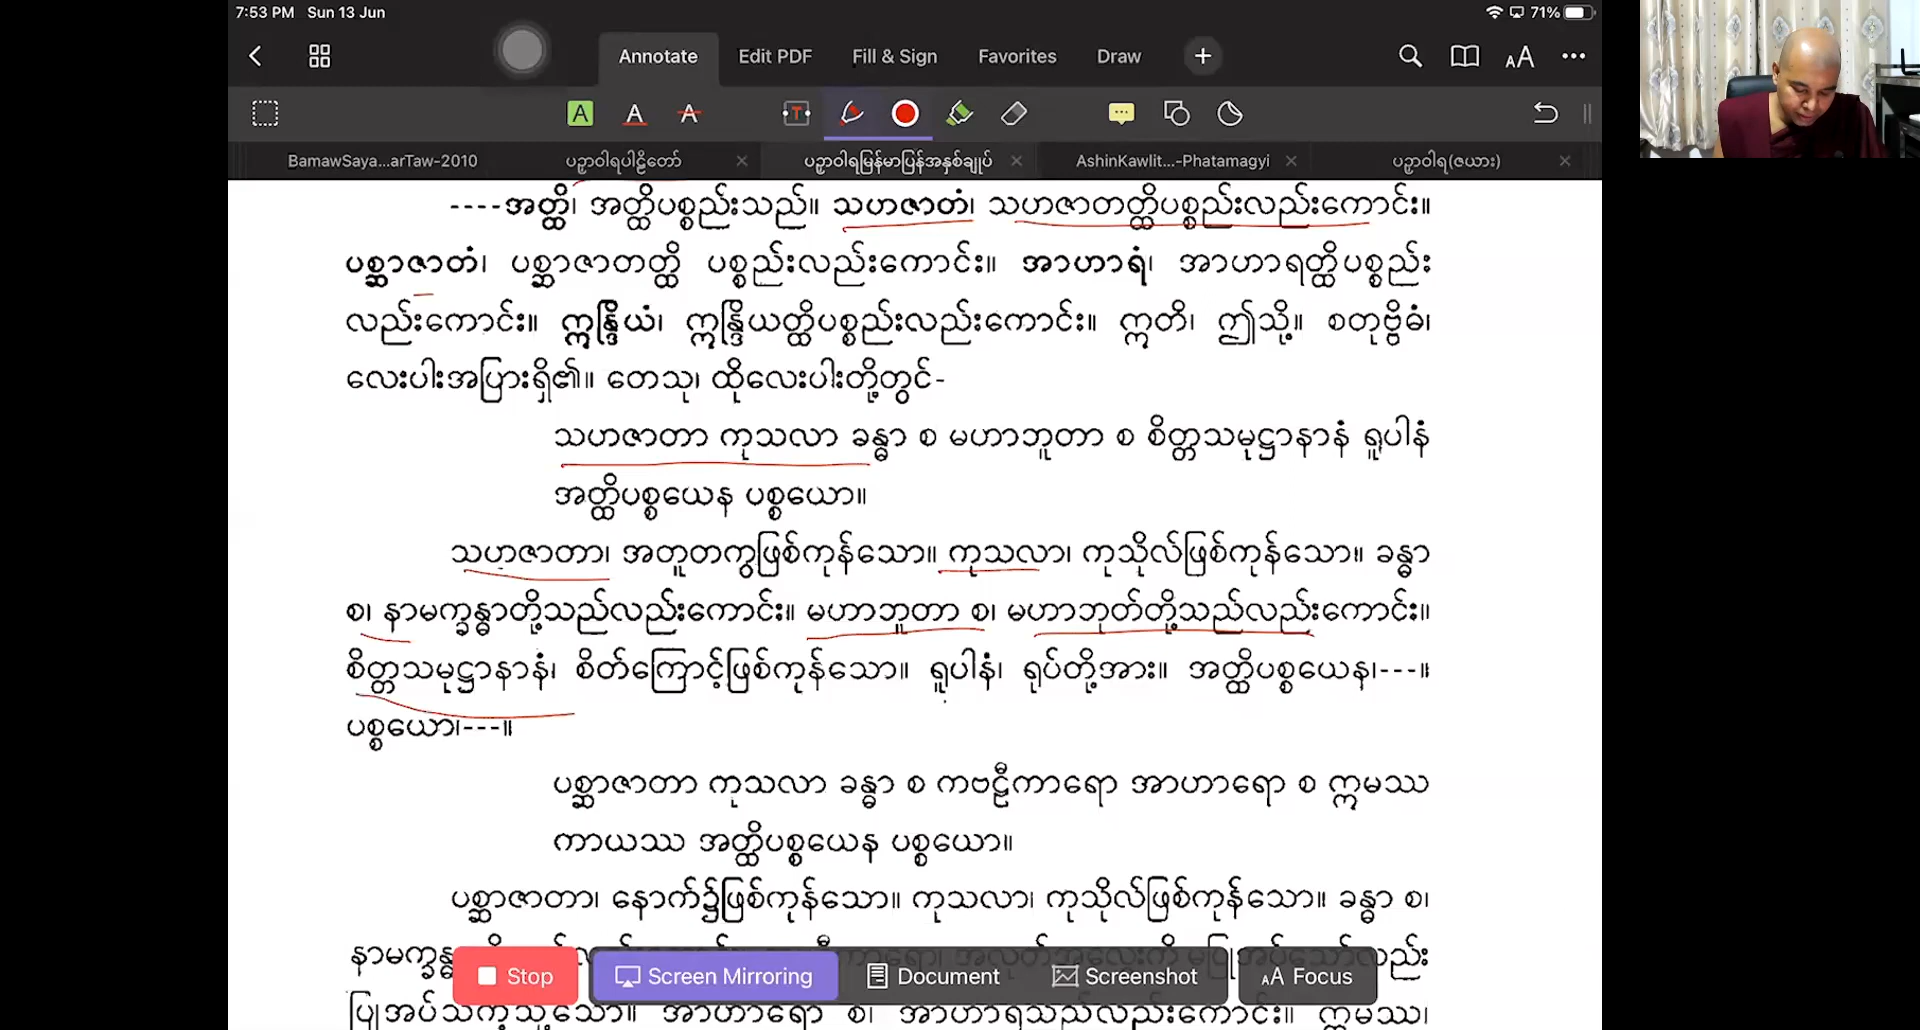 7:53 PM Sun 13 Jun 71%
Annotate Edit PDF Fill & Sign Favorites Draw
BamawSaya...arTaw-2010 ပဉှာဝါရပါဠိတော် ပဉှာဝါရမြန်မာပြန်အနှစ်ချုပ် AshinKawlit...-Phatamagyi ပဉှာဝါရ(ဇယား)
----အတ္ထိ၊ အတ္ထိပစ္စည်းသည်။ သဟဇာတံ၊ သဟဇာတတ္ထိပစ္စည်းလည်းကောင်း။
ပစ္ဆာဇာတံ၊ ပစ္ဆာဇာတတ္ထိ ပစ္စည်းလည်းကောင်း။ အာဟာရံ၊ အာဟာရတ္ထိပစ္စည်း
လည်းကောင်း။ ဣန္ဒြိယံ၊ ဣန္ဒြိယတ္ထိပစ္စည်းလည်းကောင်း။ ဣတိ၊ ဤသို့။ စတုဗ္ဗိဓံ၊
လေးပါးအပြားရှိ၏။ တေသု၊ ထိုလေးပါးတို့တွင်-
သဟဇာတာ ကုသလာ ခန္ဓာ စ မဟာဘူတာ စ စိတ္တသမုဋ္ဌာနာနံ ရူပါနံ
အတ္ထိပစ္စယေန ပစ္စယော။
သဟဇာတာ၊ အတူတကွဖြစ်ကုန်သော။ ကုသလာ၊ ကုသိုလ်ဖြစ်ကုန်သော။ ခန္ဓာ
စ၊ နာမက္ခန္ဓာတို့သည်လည်းကောင်း။ မဟာဘူတာ စ၊ မဟာဘုတ်တို့သည်လည်းကောင်း။
စိတ္တသမုဋ္ဌာနာနံ၊ စိတ်ကြောင့်ဖြစ်ကုန်သော။ ရူပါနံ၊ ရုပ်တို့အား။ အတ္ထိပစ္စယေန၊---။
ပစ္စယော၊---။
ပစ္ဆာဇာတာ ကုသလာ ခန္ဓာ စ ကဗဠီကာရော အာဟာရော စ ဣမဿ
ကာယဿ အတ္ထိပစ္စယေန ပစ္စယော။
ပစ္ဆာဇာတာ၊ နောက်၌ဖြစ်ကုန်သော။ ကုသလာ၊ ကုသိုလ်ဖြစ်ကုန်သော။ ခန္ဓာ စ၊
Stop Screen Mirroring Document Screenshot AA Focus